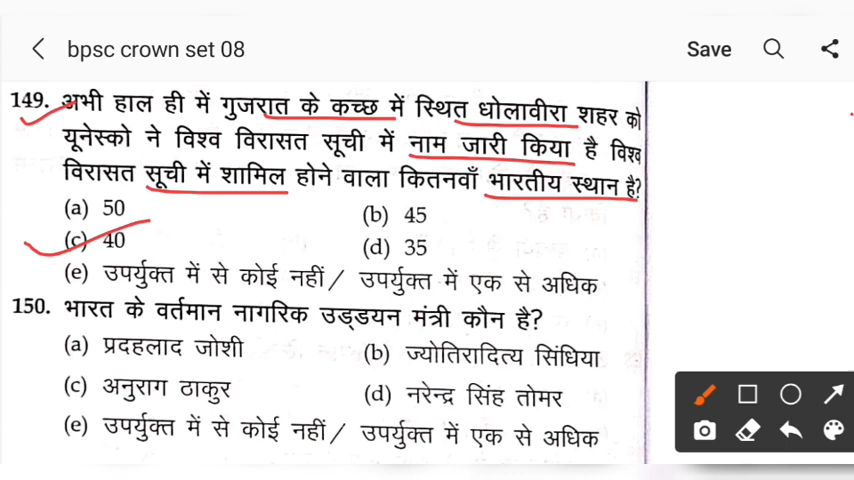 bpsc crown set 08
Save
149. अभी हाल ही में गुजरात के कच्छ में स्थित धोलावीरा शहर को
यूनेस्को ने विश्व विरासत सूची में नाम जारी किया है विश्व
विरासत सूची में शामिल होने वाला कितनवाँ भारतीय स्थान है?
(a) 50 (b) 45
(c) 40 (d) 35
(e) उपर्युक्त में से कोई नहीं/ उपर्युक्त में एक से अधिक
150. भारत के वर्तमान नागरिक उड्डयन मंत्री कौन है?
(a) प्रदहलाद जोशी (b) ज्योतिरादित्य सिंधिया
(c) अनुराग ठाकुर (d) नरेन्द्र सिंह तोमर
(e) उपर्युक्त में से कोई नहीं/ उपर्युक्त में एक से अधिक